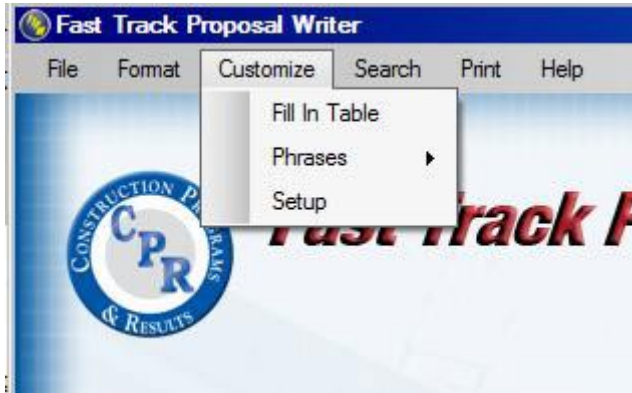 Fast Track Proposal Writer
File Format Customize Search Print Help
Fill In Table
Phrases
Setup
CONSTRUCTION PROGRAMS
& RESULTS
CPR
Fast Track P